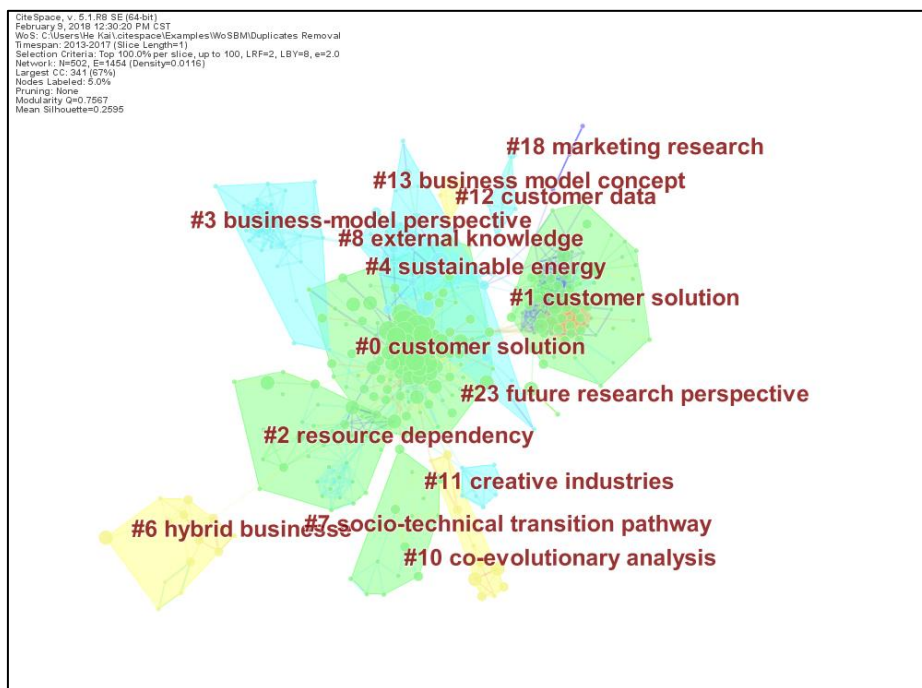 CiteSpace, v. 5.1.R8 SE (64-bit)
February 9, 2018 12:30:20 PM CST
WoS: C:\Users\He Kai\.citespace\Examples\WoSBM\Duplicates Removal
Timespan: 2013-2017 (Slice Length=1)
Selection Criteria: Top 100.0% per slice, up to 100, LRF=2, LBY=8, e=2.0
Network: N=502, E=1454 (Density=0.0116)
Largest CC: 341 (67%)
Nodes Labeled: 5.0%
Pruning: None
Modularity Q=0.7567
Mean Silhouette=0.2595
#18 marketing research
#13 business model concept
#12 customer data
#3 business-model perspective
#8 external knowledge
#4 sustainable energy
#1 customer solution
#0 customer solution
#23 future research perspective
#2 resource dependency
#11 creative industries
#6 hybrid businesse
#7 socio-technical transition pathway
#10 co-evolutionary analysis